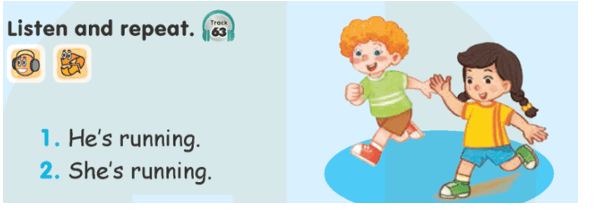 Listen and repeat. Track 63
1. He's running.
2. She's running.